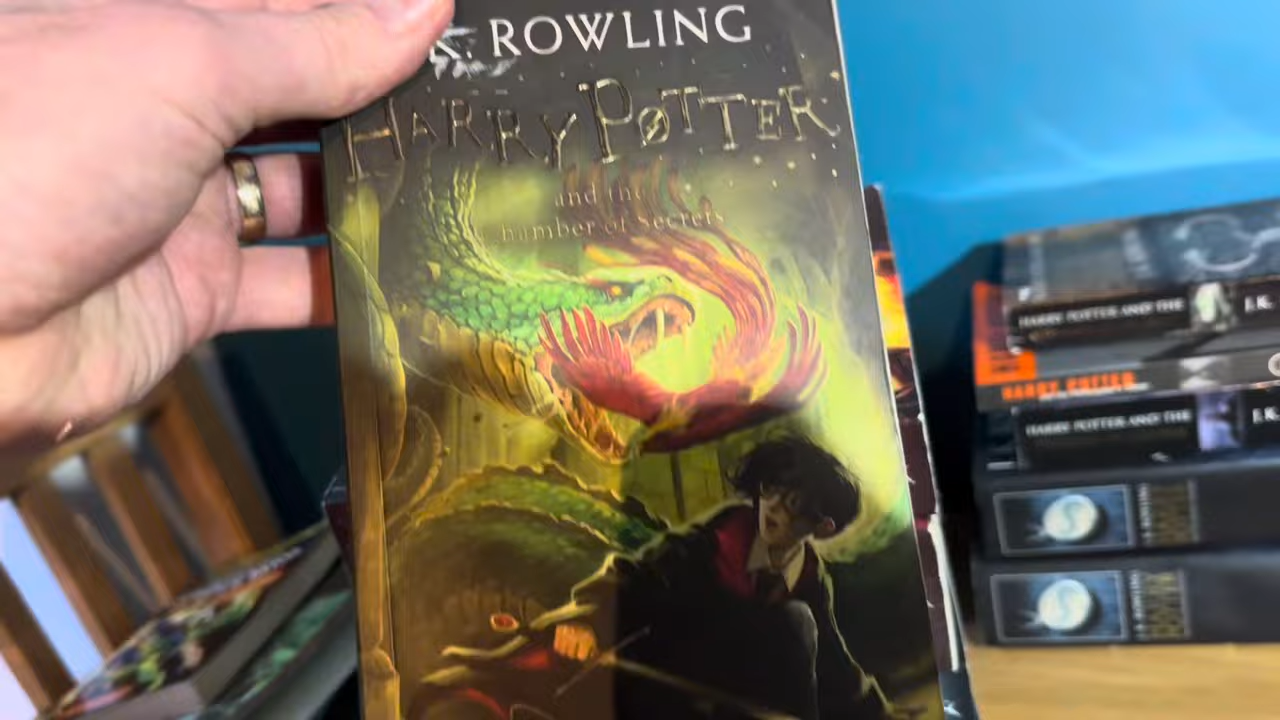 K. ROWLING
HARRY POTTER
and the
Chamber of Secrets
HARRY POTTER AND THE
J.K.
HARRY POTTER
HARRY POTTER AND THE
J.K.